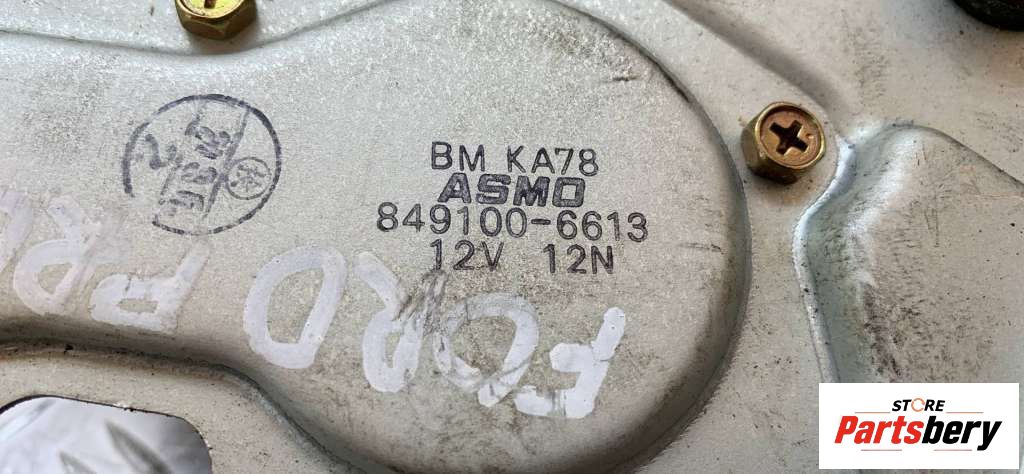 BM KA78
ASMO
849100-6613
12V 12N
FORD
STORE
Partsbery